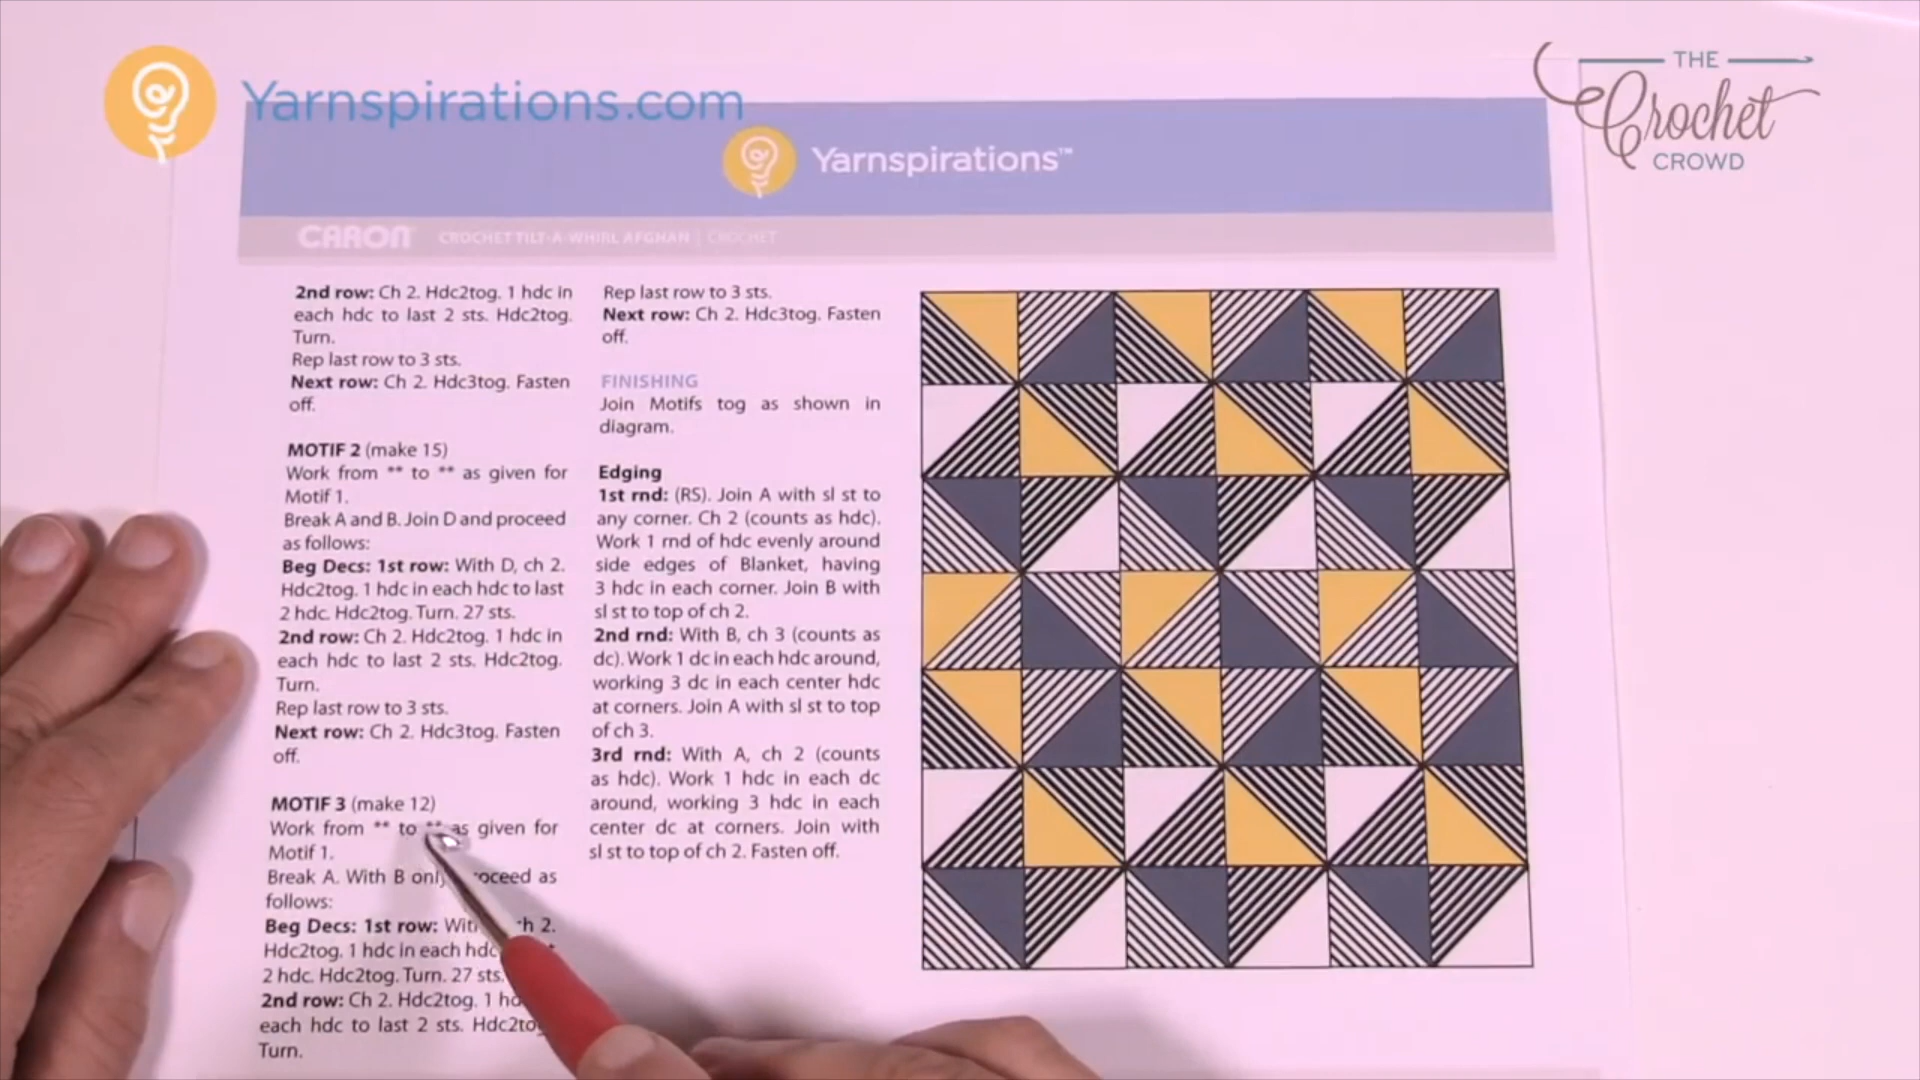 Yarnspirations.com
THE
Crochet
CROWD
Yarnspirations™
CARON CROCHET TILT-A-WHIRL AFGHAN | CROCHET
2nd row: Ch 2. Hdc2tog. 1 hdc in
each hdc to last 2 sts. Hdc2tog.
Turn.
Rep last row to 3 sts.
Next row: Ch 2. Hdc3tog. Fasten
off.
MOTIF 2 (make 15)
Work from ** to ** as given for
Motif 1.
Break A and B. Join D and proceed
as follows:
Beg Decs: 1st row: With D, ch 2.
Hdc2tog. 1 hdc in each hdc to last
2 hdc. Hdc2tog. Turn. 27 sts.
2nd row: Ch 2. Hdc2tog. 1 hdc in
each hdc to last 2 sts. Hdc2tog.
Turn.
Rep last row to 3 sts.
Next row: Ch 2. Hdc3tog. Fasten
off.
MOTIF 3 (make 12)
Work from ** to ** as given for
Motif 1.
Break A. With B only as
follows:
Beg Decs: 1st row: 2.
Hdc2tog. 1 hdc in each hdc
2 hdc. Hdc2tog. Turn. 27 sts.
2nd row: Ch 2. Hdc2tog. 1
each hdc to last 2 sts.
Turn.
Rep last row to 3 sts.
Next row: Ch 2. Hdc3tog. Fasten
off.
FINISHING
Join Motifs tog as shown in
diagram.
Edging
1st rnd: (RS). Join A with sl st to
any corner. Ch 2 (counts as hdc).
Work 1 rnd of hdc evenly around
side edges of Blanket, having
3 hdc in each corner. Join B with
sl st to top of ch 2.
2nd rnd: With B, ch 3 (counts as
dc). Work 1 dc in each hdc around,
working 3 dc in each center hdc
at corners. Join A with sl st to top
of ch 3.
3rd rnd: With A, ch 2 (counts
as hdc). Work 1 hdc in each dc
around, working 3 hdc in each
center dc at corners. Join with
sl st to top of ch 2. Fasten off.